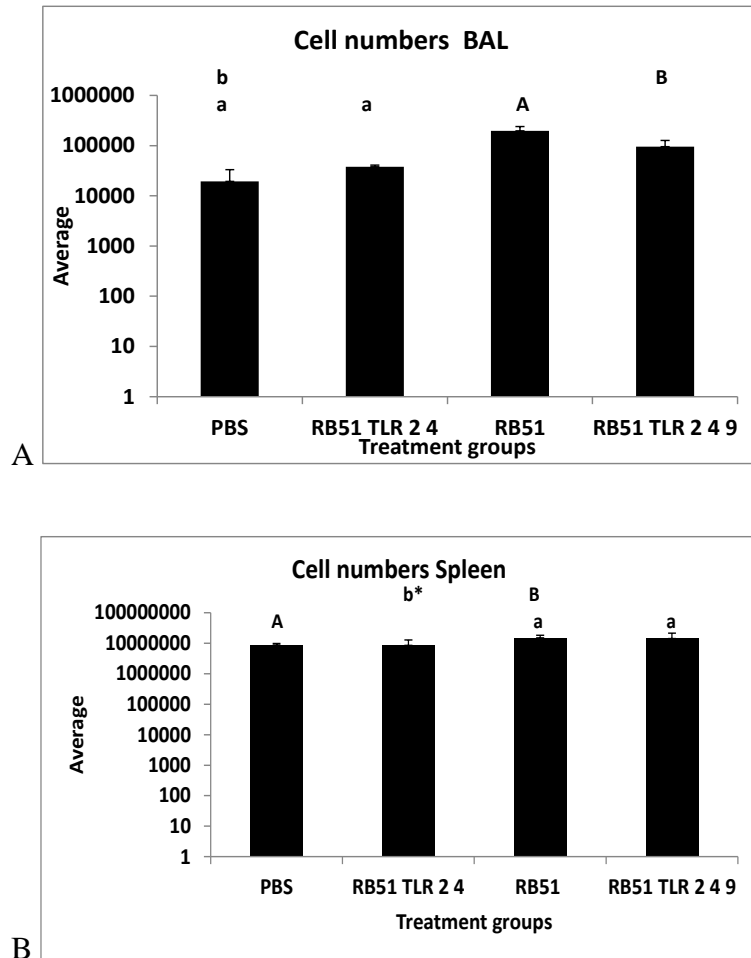 Cell numbers BAL
b B
a a A
1000000
100000
10000
1000
100
10
1
Average
PBS RB51 TLR 2 4 RB51 RB51 TLR 2 4 9
Treatment groups
A
Cell numbers Spleen
b* B
A a a
100000000
10000000
1000000
100000
10000
1000
100
10
1
Average
PBS RB51 TLR 2 4 RB51 RB51 TLR 2 4 9
Treatment groups
B